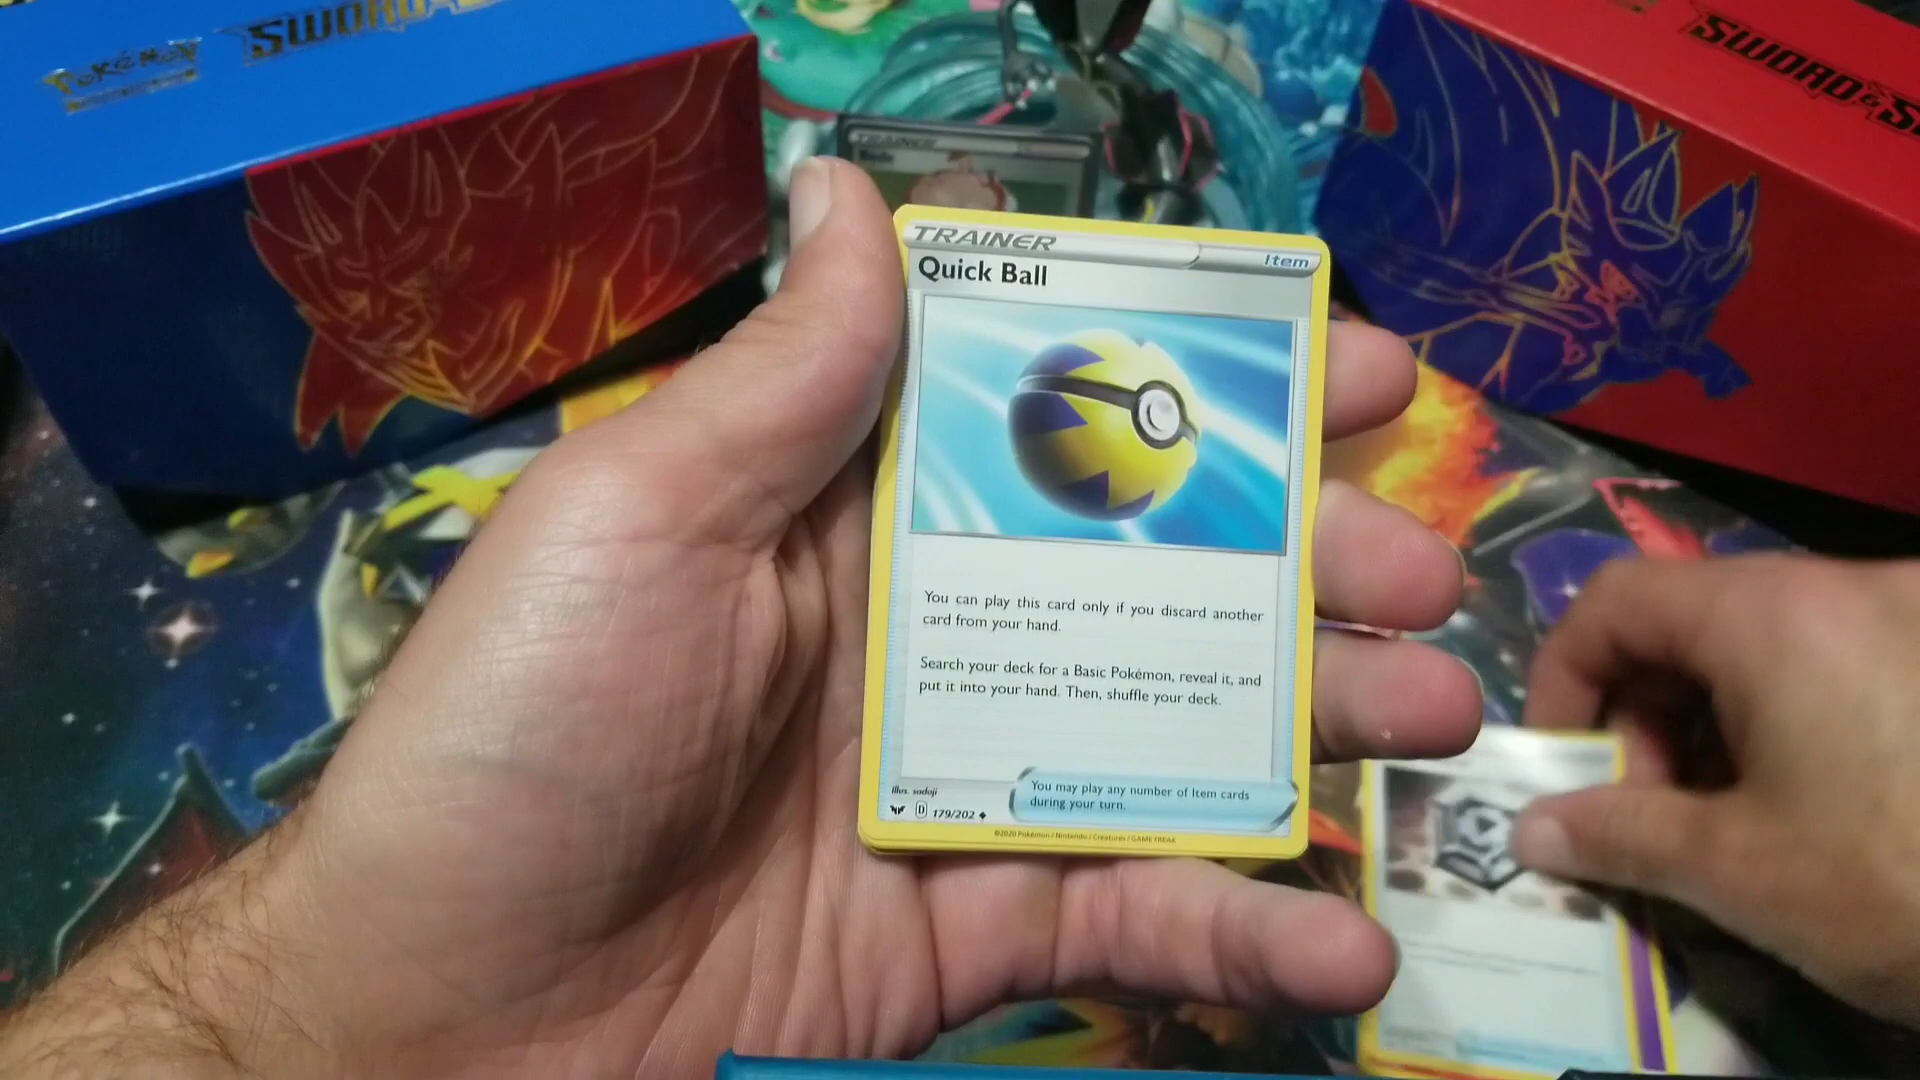 Pokémon
SWORD
SWORD & S
TRAINER
TRAINER
Item
Quick Ball
You can play this card only if you discard another
card from your hand.
Search your deck for a Basic Pokémon, reveal it, and
put it into your hand. Then, shuffle your deck.
You may play any number of Item cards
during your turn.
illus. sadaji
D 179/202
©2020 Pokémon / Nintendo / Creatures / GAME FREAK